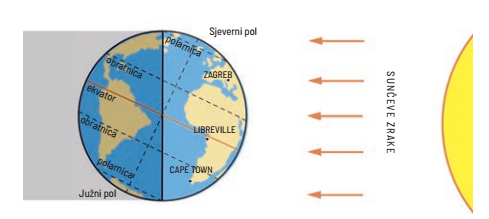 Sjeverni pol
polarnica
obratnica
ZAGREB
ekvator
obratnica
LIBREVILLE
polarnica
CAPE TOWN
Južni pol
SUNČEVE ZRAKE